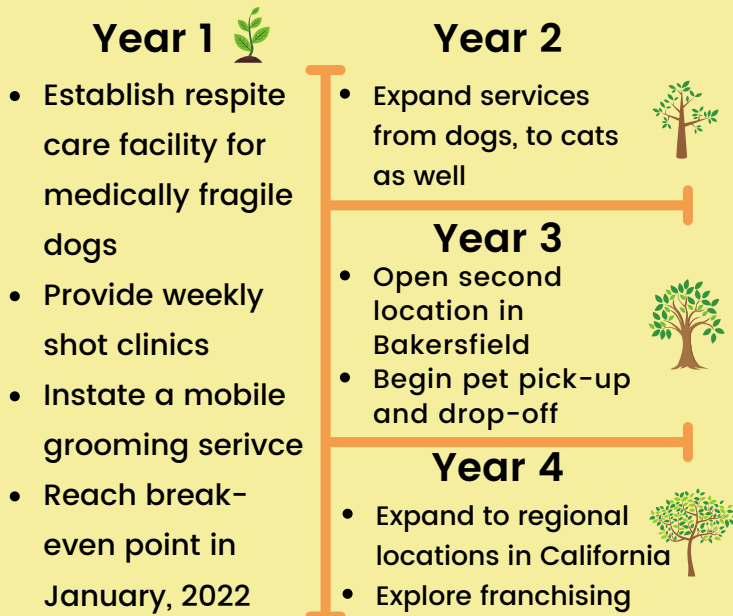 Year 1
• Establish respite
care facility for
medically fragile
dogs
• Provide weekly
shot clinics
• Instate a mobile
grooming serivce
• Reach break-
even point in
January, 2022
Year 2
• Expand services
from dogs, to cats
as well
Year 3
• Open second
location in
Bakersfield
• Begin pet pick-up
and drop-off
Year 4
• Expand to regional
locations in California
• Explore franchising